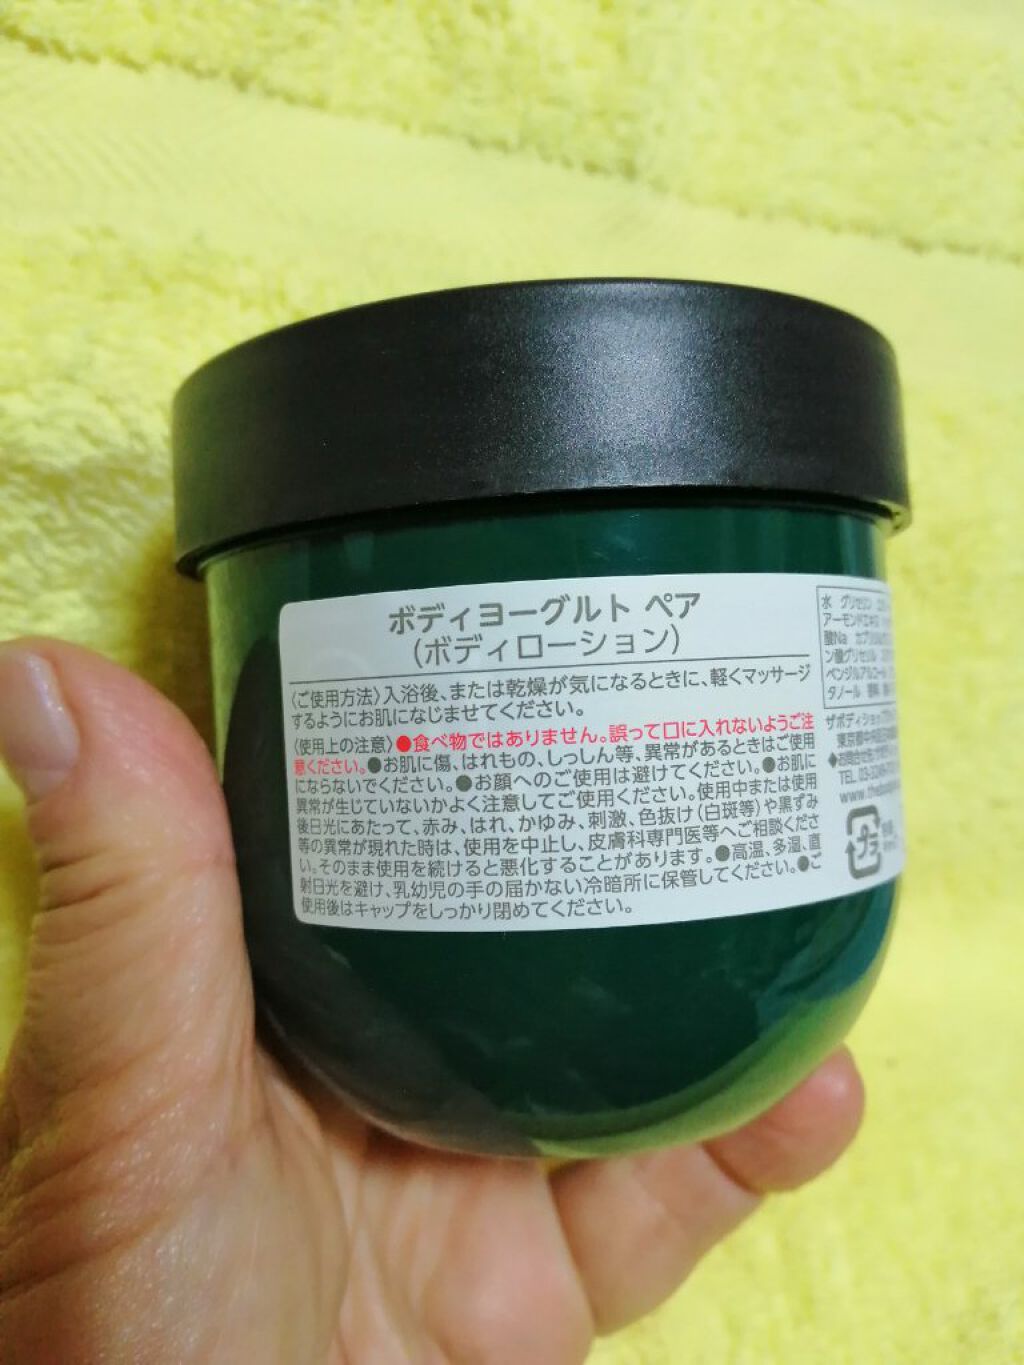 ボディヨーグルト ペア
（ボディローション）
〈ご使用方法〉入浴後、または乾燥が気になるときに、軽くマッサージ
するようにお肌になじませてください。
〈使用上の注意〉●食べ物ではありません。誤って口に入れないようご注
意ください。●お肌に傷、はれもの、しっしん等、異常があるときはご使用
にならないでください。●お顔へのご使用は避けてください。●お肌に
異常が生じていないかよく注意してご使用ください。使用中または使用
後日光にあたって、赤み、はれ、かゆみ、刺激、色抜け（白斑等）や黒ずみ
等の異常が現れた時は、使用を中止し、皮膚科専門医等へご相談くださ
い。そのまま使用を続けると悪化することがあります。●高温、多湿、直
射日光を避け、乳幼児の手の届かない冷暗所に保管してください。●ご
使用後はキャップをしっかり閉めてください。
水 グリセリン
アーモンドエキス
酸Na
ン酸グリセリル
ベンジルアルコール
タノール
ザボディショップ
東京都中央区
◆お問合せ先
TEL. 03-
www.thebody
プラ